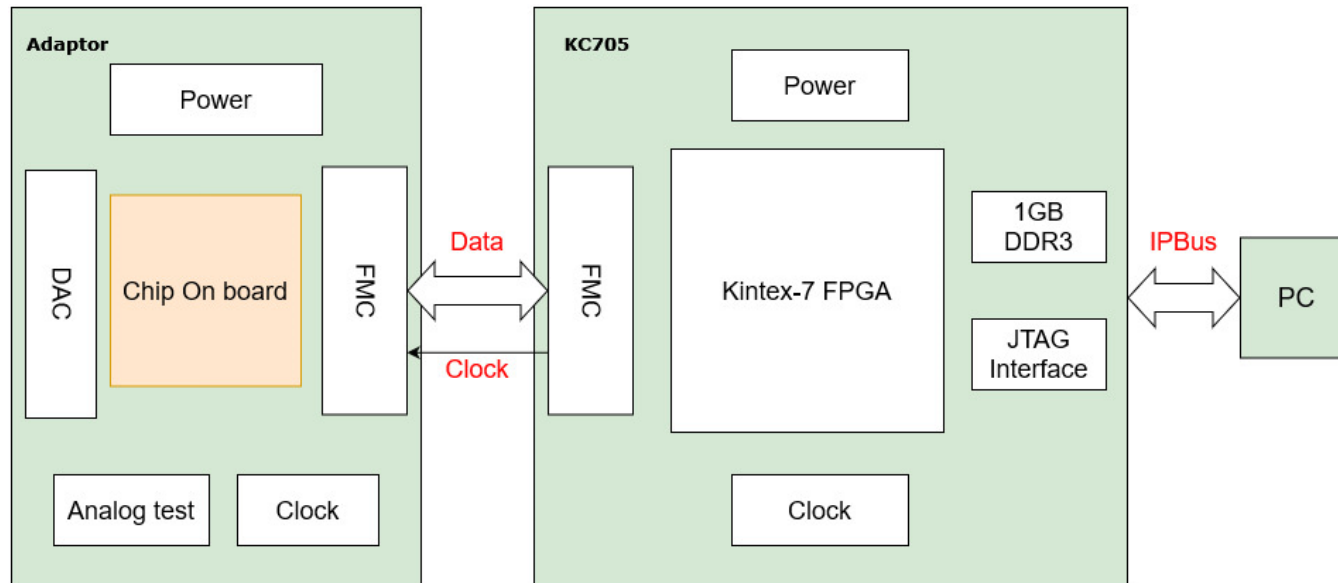 Adaptor
Power
DAC
Chip On board
FMC
Analog test
Clock
Data
Clock
KC705
Power
FMC
Kintex-7 FPGA
1GB
DDR3
JTAG
Interface
Clock
IPBus
PC